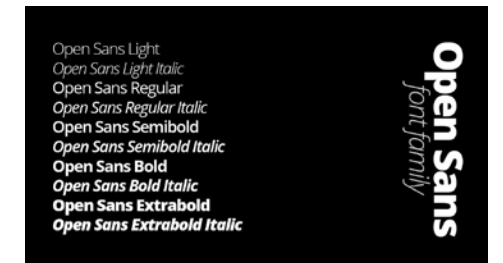 Open Sans Light
Open Sans Light Italic
Open Sans Regular
Open Sans Regular Italic
Open Sans Semibold
Open Sans Semibold Italic
Open Sans Bold
Open Sans Bold Italic
Open Sans Extrabold
Open Sans Extrabold Italic
Open Sans
font family